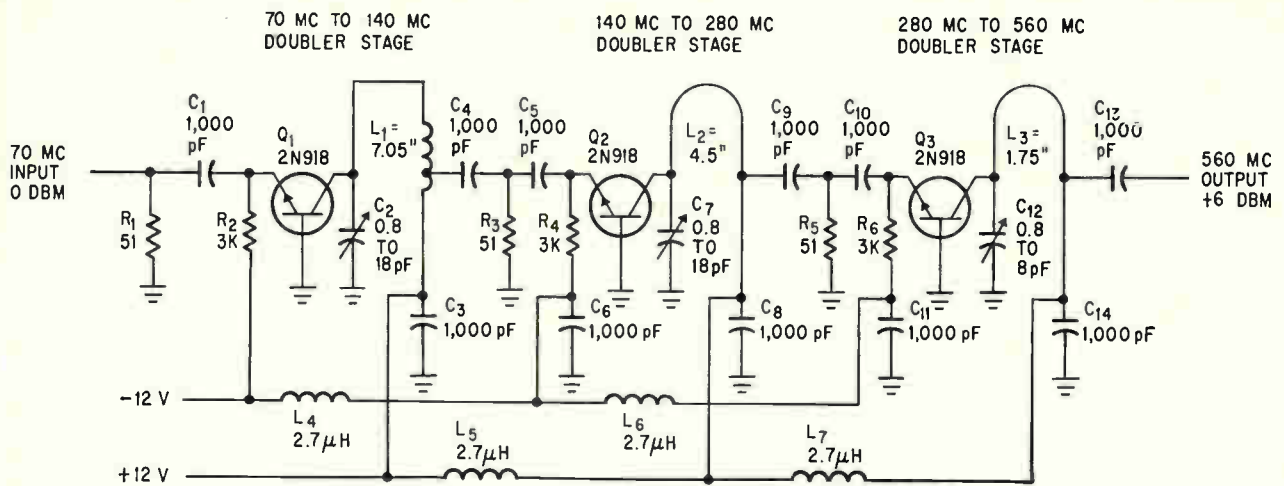 70 MC TO 140 MC
DOUBLER STAGE
140 MC TO 280 MC
DOUBLER STAGE
280 MC TO 560 MC
DOUBLER STAGE
70 MC
INPUT
0 DBM
C1
1,000
pF
Q1
2N918
L1=
7.05"
C4
1,000
pF
C5
1,000
pF
Q2
2N918
L2=
4.5"
C9
1,000
pF
C10
1,000
pF
Q3
2N918
L3=
1.75"
C13
1,000
pF
560 MC
OUTPUT
+6 DBM
R1
51
R2
3K
C2
0.8
TO
18pF
R3
51
R4
3K
C7
0.8
TO
18pF
R5
51
R6
3K
C12
0.8
TO
8pF
C3
1,000 pF
C6
1,000 pF
C8
1,000 pF
C11
1,000 pF
C14
1,000 pF
-12 V
L4
2.7μH
L6
2.7μH
L5
2.7μH
L7
2.7μH
+12 V